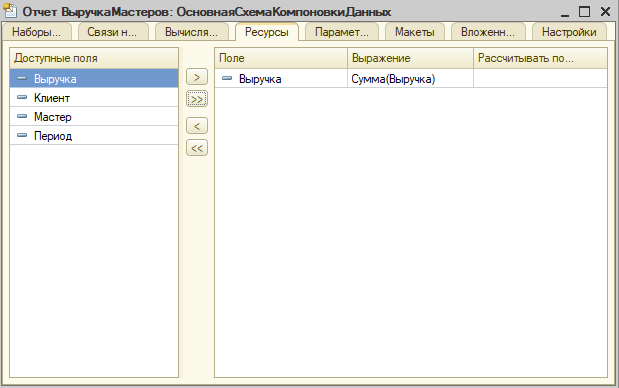 Отчет ВыручкаМастеров: ОсновнаяСхемаКомпоновкиДанных
Наборы... Связи н... Вычисля... Ресурсы Парамет... Макеты Вложенн... Настройки
Доступные поля
Выручка
Клиент
Мастер
Период
>
>>
<
<<
Поле Выражение Рассчитывать по...
Выручка Сумма(Выручка)